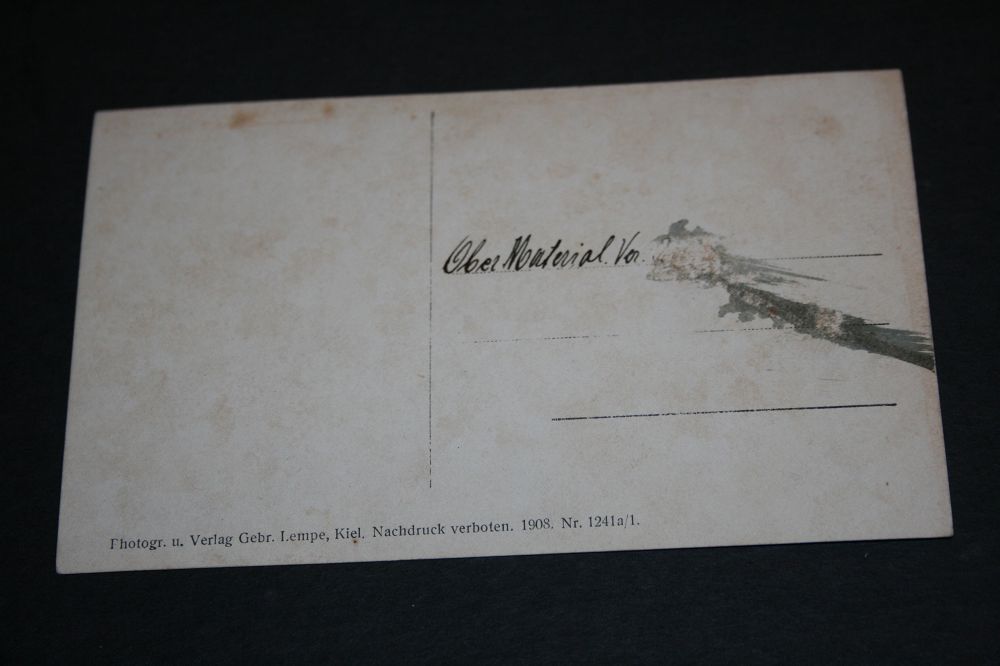 Ober Material. Ver.
Photogr. u. Verlag Gebr. Lempe, Kiel. Nachdruck verboten. 1908. Nr. 1241a/1.